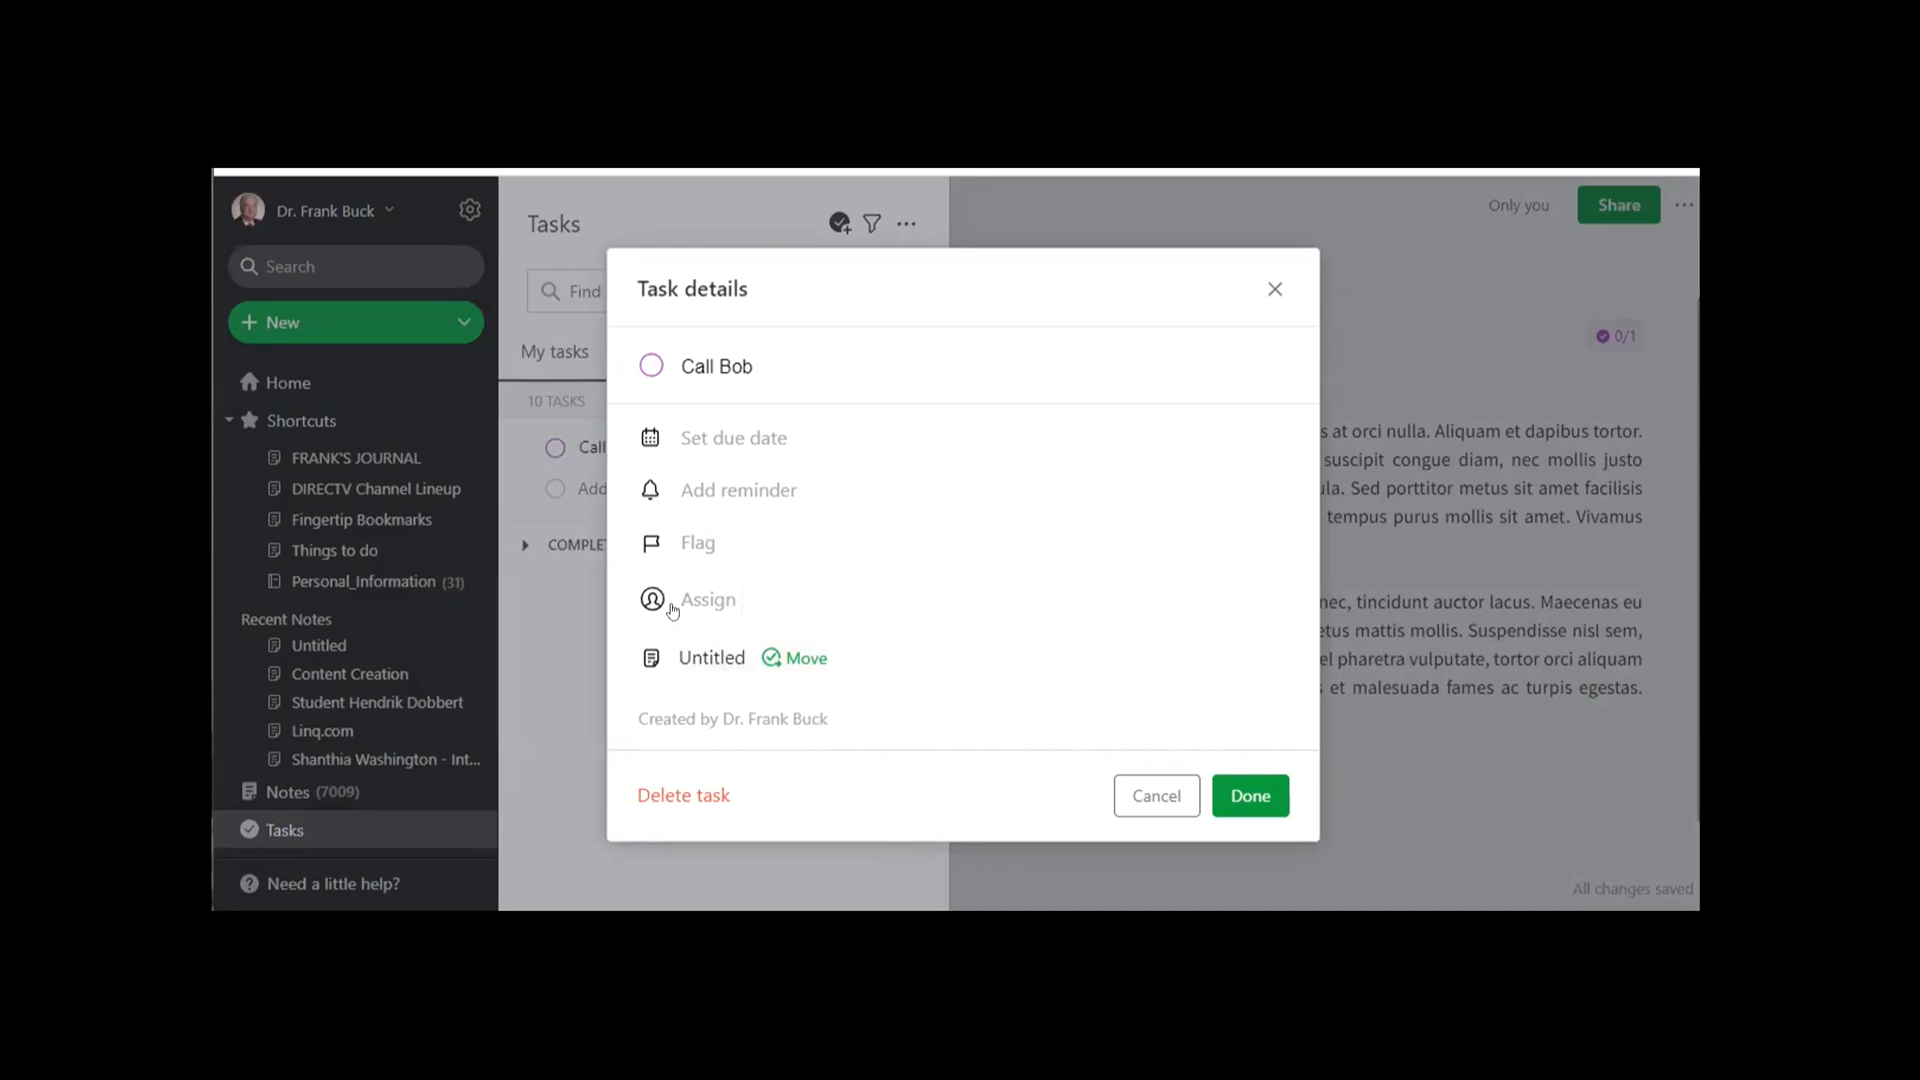 Dr. Frank Buck
Search
New
Home
Shortcuts
FRANK'S JOURNAL
DIRECTV Channel Lineup
Fingertip Bookmarks
Things to do
Personal_Information (31)
Recent Notes
Untitled
Content Creation
Student Hendrik Dobbert
Linq.com
Shanthia Washington - Int...
Notes (7009)
Tasks
Need a little help?
Tasks
Find
My tasks
10 TASKS
Call
Add
COMPLE
Task details
Call Bob
Set due date
Add reminder
Flag
Assign
Untitled Move
Created by Dr. Frank Buck
Delete task
Cancel Done
Only you Share
0/1
s at orci nulla. Aliquam et dapibus tortor.
suscipit congue diam, nec mollis justo
ula. Sed porttitor metus sit amet facilisis
tempus purus mollis sit amet. Vivamus
nec, tincidunt auctor lacus. Maecenas eu
etus mattis mollis. Suspendisse nisl sem,
el pharetra vulputate, tortor orci aliquam
et malesuada fames ac turpis egestas.
All changes saved